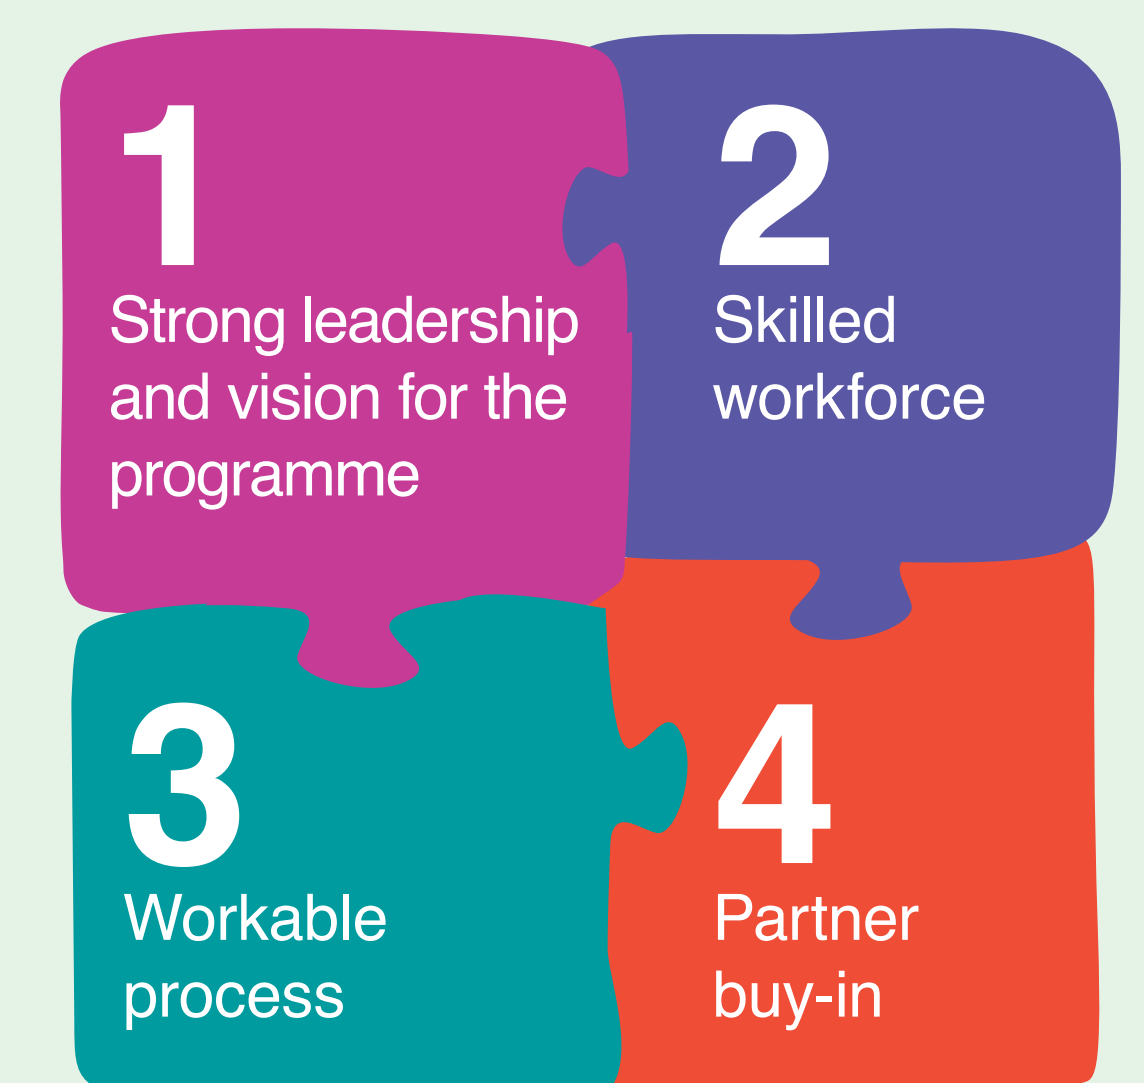 1
Strong leadership
and vision for the
programme
2
Skilled
workforce
3
Workable
process
4
Partner
buy-in